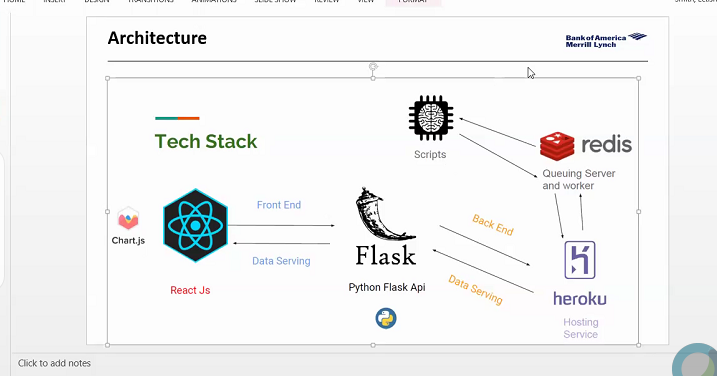 HOME INSERT DESIGN TRANSITIONS ANIMATIONS SLIDE SHOW REVIEW VIEW FORMAT
Architecture
Bank of America
Merrill Lynch
Tech Stack
Scripts
redis
Queuing Server
and worker
Chart.js
Front End
Data Serving
React Js
Flask
Python Flask Api
Back End
Data Serving
heroku
Hosting
Service
Click to add notes